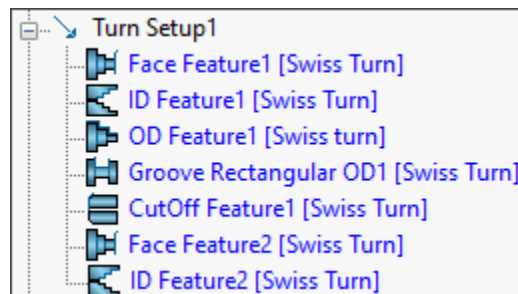 Turn Setup1
Face Feature1 [Swiss Turn]
ID Feature1 [Swiss Turn]
OD Feature1 [Swiss turn]
Groove Rectangular OD1 [Swiss Turn]
CutOff Feature1 [Swiss Turn]
Face Feature2 [Swiss Turn]
ID Feature2 [Swiss Turn]